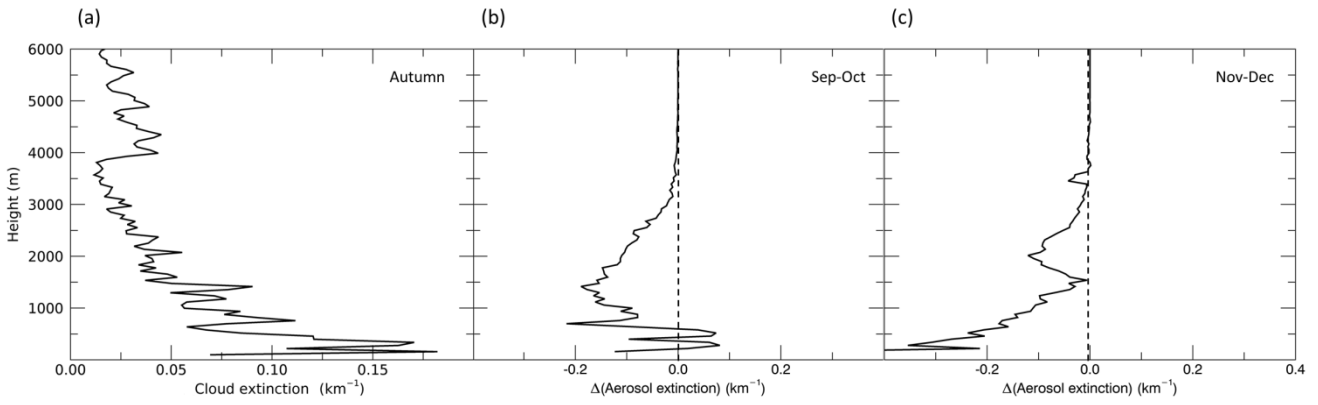 (a)
(b)
(c)
6000
5000
4000
3000
2000
1000
Height (m)
Autumn
Sep-Oct
Nov-Dec
0.00 0.05 0.10 0.15
-0.2 0.0 0.2
-0.2 0.0 0.2 0.4
Cloud extinction (km⁻¹)
Δ(Aerosol extinction) (km⁻¹)
Δ(Aerosol extinction) (km⁻¹)